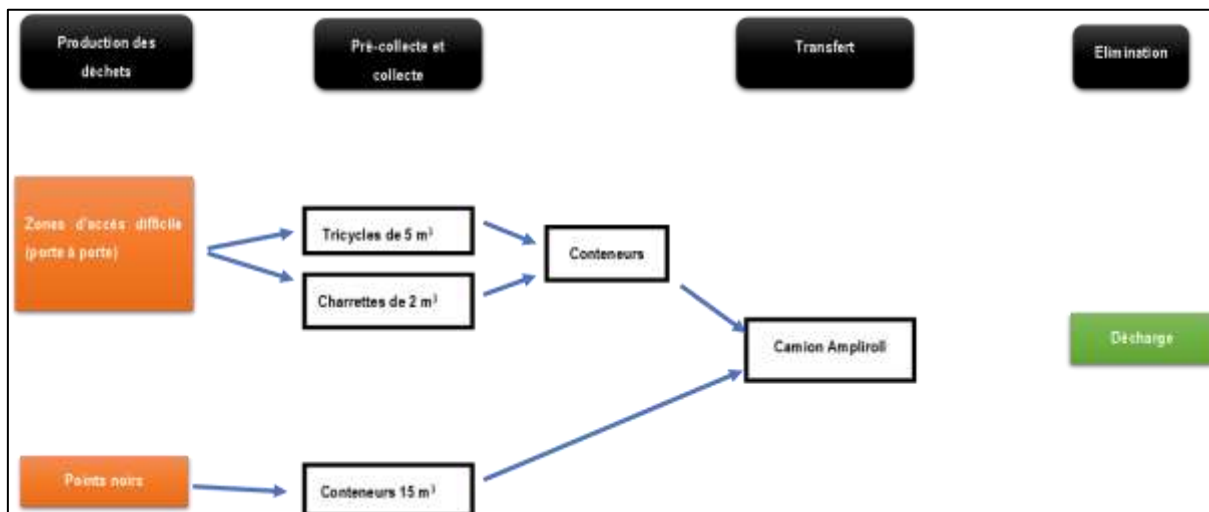 Production des
déchets
Pré-collecte et
collecte
Transfert
Elimination
Zones d'accès difficile
(porte à porte)
Tricycles de 5 m³
Charrettes de 2 m³
Conteneurs
Camion Ampliroll
Décharge
Points noirs
Conteneurs 15 m³